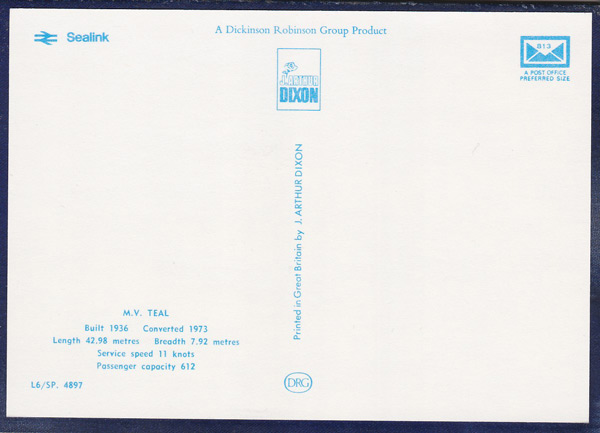 Sealink
A Dickinson Robinson Group Product
813
A POST OFFICE
PREFERRED SIZE
J. ARTHUR
DIXON
Printed in Great Britain by J. ARTHUR DIXON
M.V. TEAL
Built 1936 Converted 1973
Length 42.98 metres Breadth 7.92 metres
Service speed 11 knots
Passenger capacity 612
L6/SP. 4897
DRG